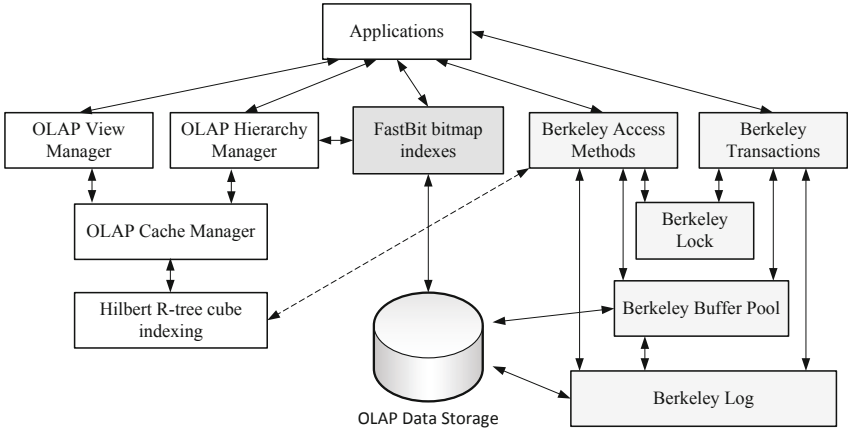 Applications
OLAP View
Manager
OLAP Hierarchy
Manager
FastBit bitmap
indexes
Berkeley Access
Methods
Berkeley
Transactions
OLAP Cache Manager
Berkeley
Lock
Hilbert R-tree cube
indexing
Berkeley Buffer Pool
Berkeley Log
OLAP Data Storage